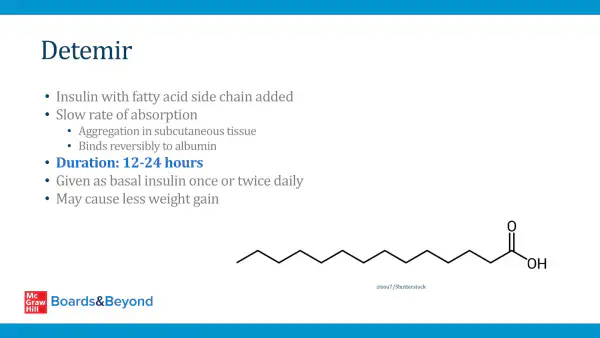 Detemir
• Insulin with fatty acid side chain added
• Slow rate of absorption
• Aggregation in subcutaneous tissue
• Binds reversibly to albumin
• Duration: 12-24 hours
• Given as basal insulin once or twice daily
• May cause less weight gain
O
OH
Mc
Graw
Hill
Boards&Beyond